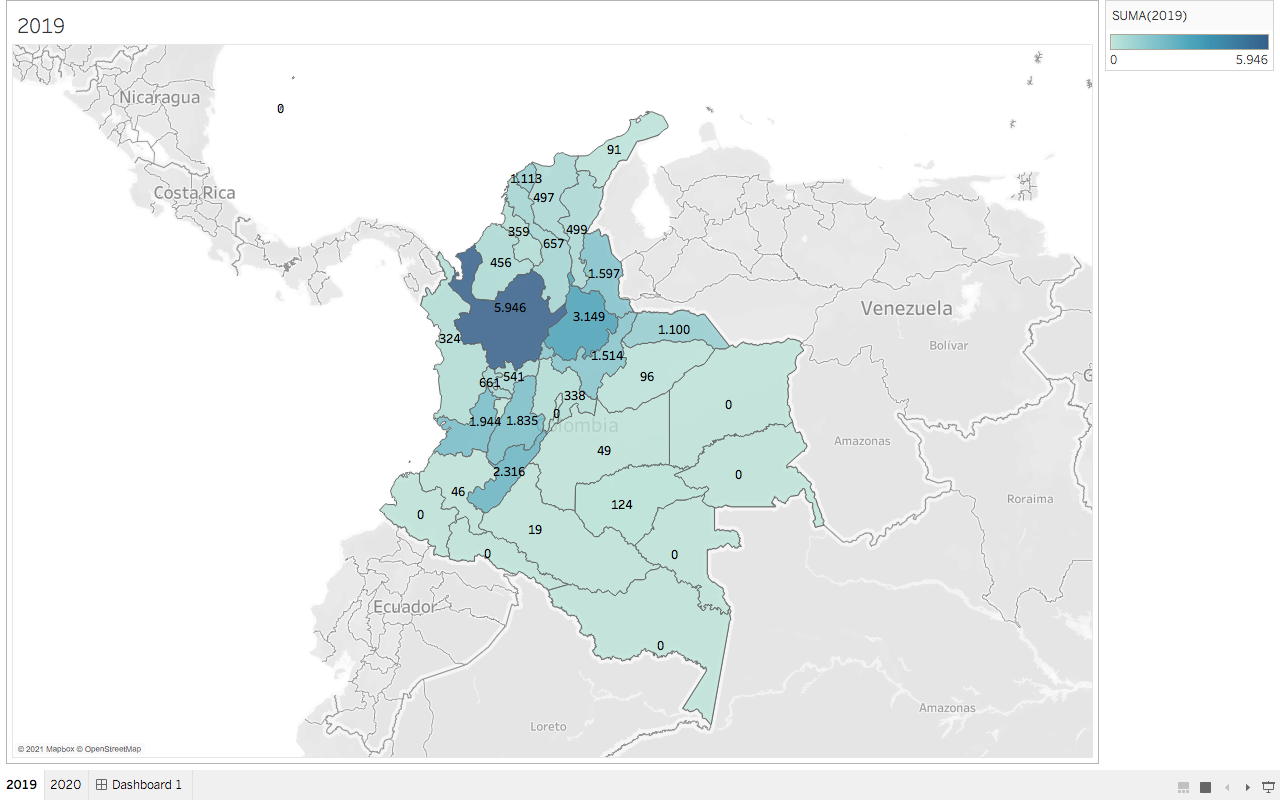 2019
SUMA(2019)
0
5.946
Nicaragua
0
91
1.113
Costa Rica
497
359
499
657
456
1.597
5.946
Venezuela
3.149
1.100
324
Bolívar
1.514
96
541
661
338
0
0
1.944
1.835
olombia
Amazonas
49
2.316
0
46
Roraima
124
0
19
0
0
Ecuador
0
Amazonas
Loreto
© 2021 Mapbox © OpenStreetMap
2019
2020
Dashboard 1